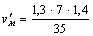 v'ₘ = (1,3 · 7 · 1,4) / 35